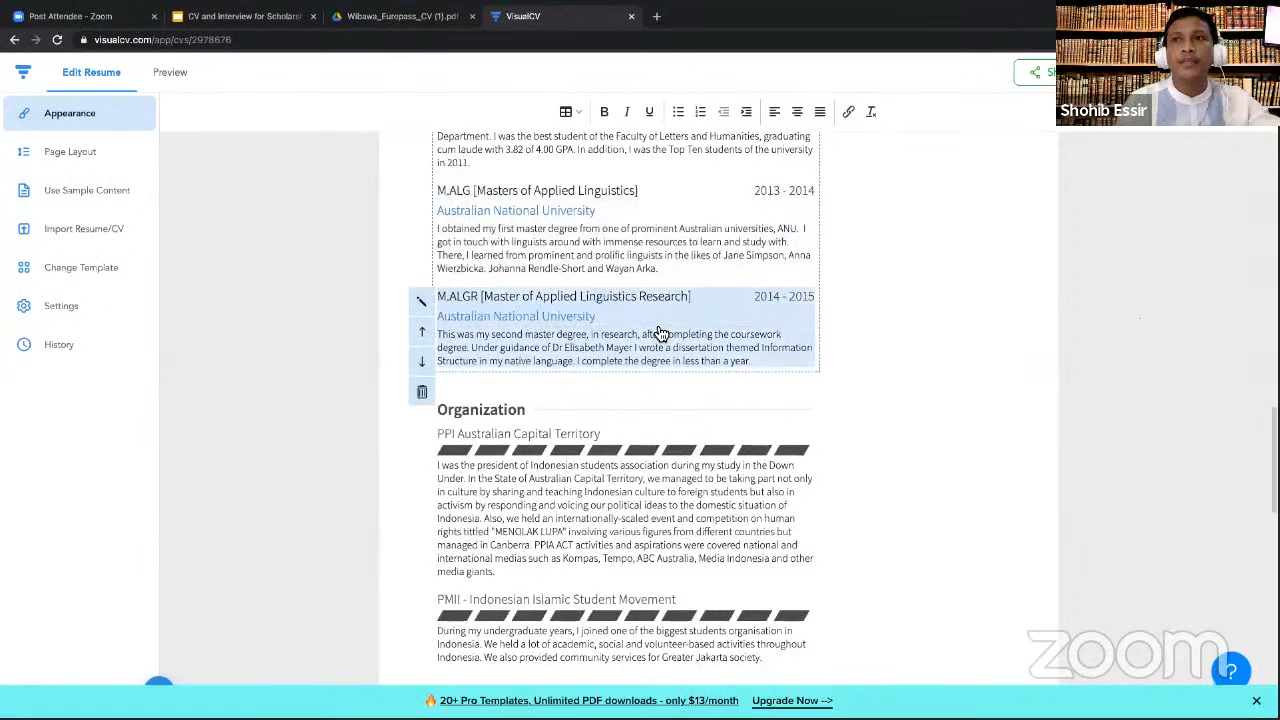 Post Attendee - Zoom
CV and Interview for Scholarsh
Wibawa_Europass_CV (1).pdf
VisualCV
visualcv.com/app/cvs/2978676
Edit Resume
Preview
Sh
Shohib Essir
Appearance
Page Layout
Use Sample Content
Import Resume/CV
Change Template
Settings
History
Department. I was the best student of the Faculty of Letters and Humanities, graduating
cum laude with 3.82 of 4.00 GPA. In addition, I was the Top Ten students of the university
in 2011.
M.ALG [Masters of Applied Linguistics]
2013 - 2014
Australian National University
I obtained my first master degree from one of prominent Australian universities, ANU. I
got in touch with linguists around with immense resources to learn and study with.
There, I learned from prominent and prolific linguists in the likes of Jane Simpson, Anna
Wierzbicka. Johanna Rendle-Short and Wayan Arka.
M.ALGR [Master of Applied Linguistics Research]
2014 - 2015
Australian National University
This was my second master degree, in research, after completing the coursework
degree. Under guidance of Dr Elisabeth Mayer I wrote a dissertation themed Information
Structure in my native language. I complete the degree in less than a year.
Organization
PPI Australian Capital Territory
I was the president of Indonesian students association during my study in the Down
Under. In the State of Australian Capital Territory, we managed to be taking part not only
in culture by sharing and teaching Indonesian culture to foreign students but also in
activism by responding and voicing our political ideas to the domestic situation of
Indonesia. Also, we held an internationally-scaled event and competition on human
rights tittled "MENOLAK LUPA" involving various figures from different countries but
managed in Canberra. PPIA ACT activities and aspirations were covered national and
international medias such as Kompas, Tempo, ABC Australia, Media Indonesia and other
media giants.
PMII - Indonesian Islamic Student Movement
During my undergraduate years, I joined one of the biggest students organisation in
Indonesia. We held a lot of academic, social and volunteer-based activities throughout
Indonesia. We also provided community services for Greater Jakarta society.
zoom
20+ Pro Templates, Unlimited PDF downloads - only $13/month
Upgrade Now -->